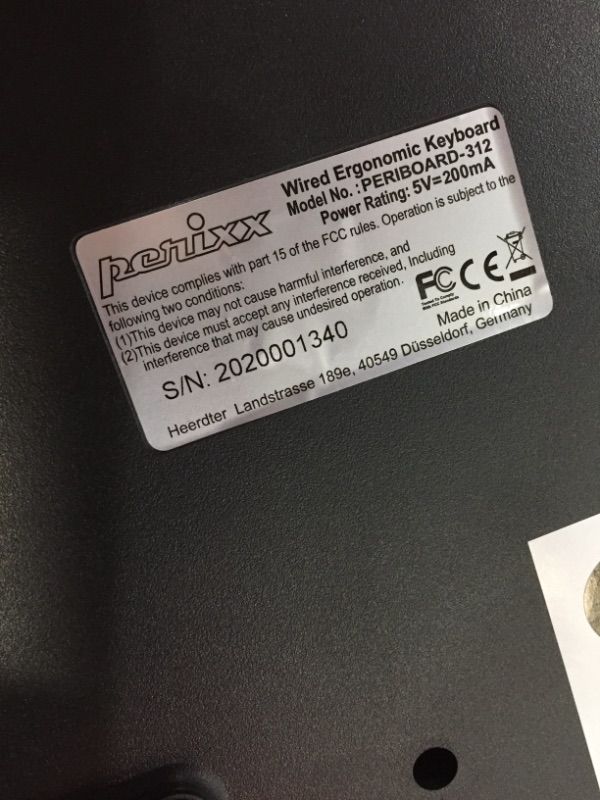 perixx
Wired Ergonomic Keyboard
Model No.:PERIBOARD-312
Power Rating: 5V=200mA
This device complies with part 15 of the FCC rules. Operation is subject to the
following two conditions:
(1)This device may not cause harmful interference, and
(2)This device must accept any interference received, Including
interference that may cause undesired operation.
FC CE
S/N: 2020001340
Made in China
Heerdter Landstrasse 189e, 40549 Düsseldorf, Germany